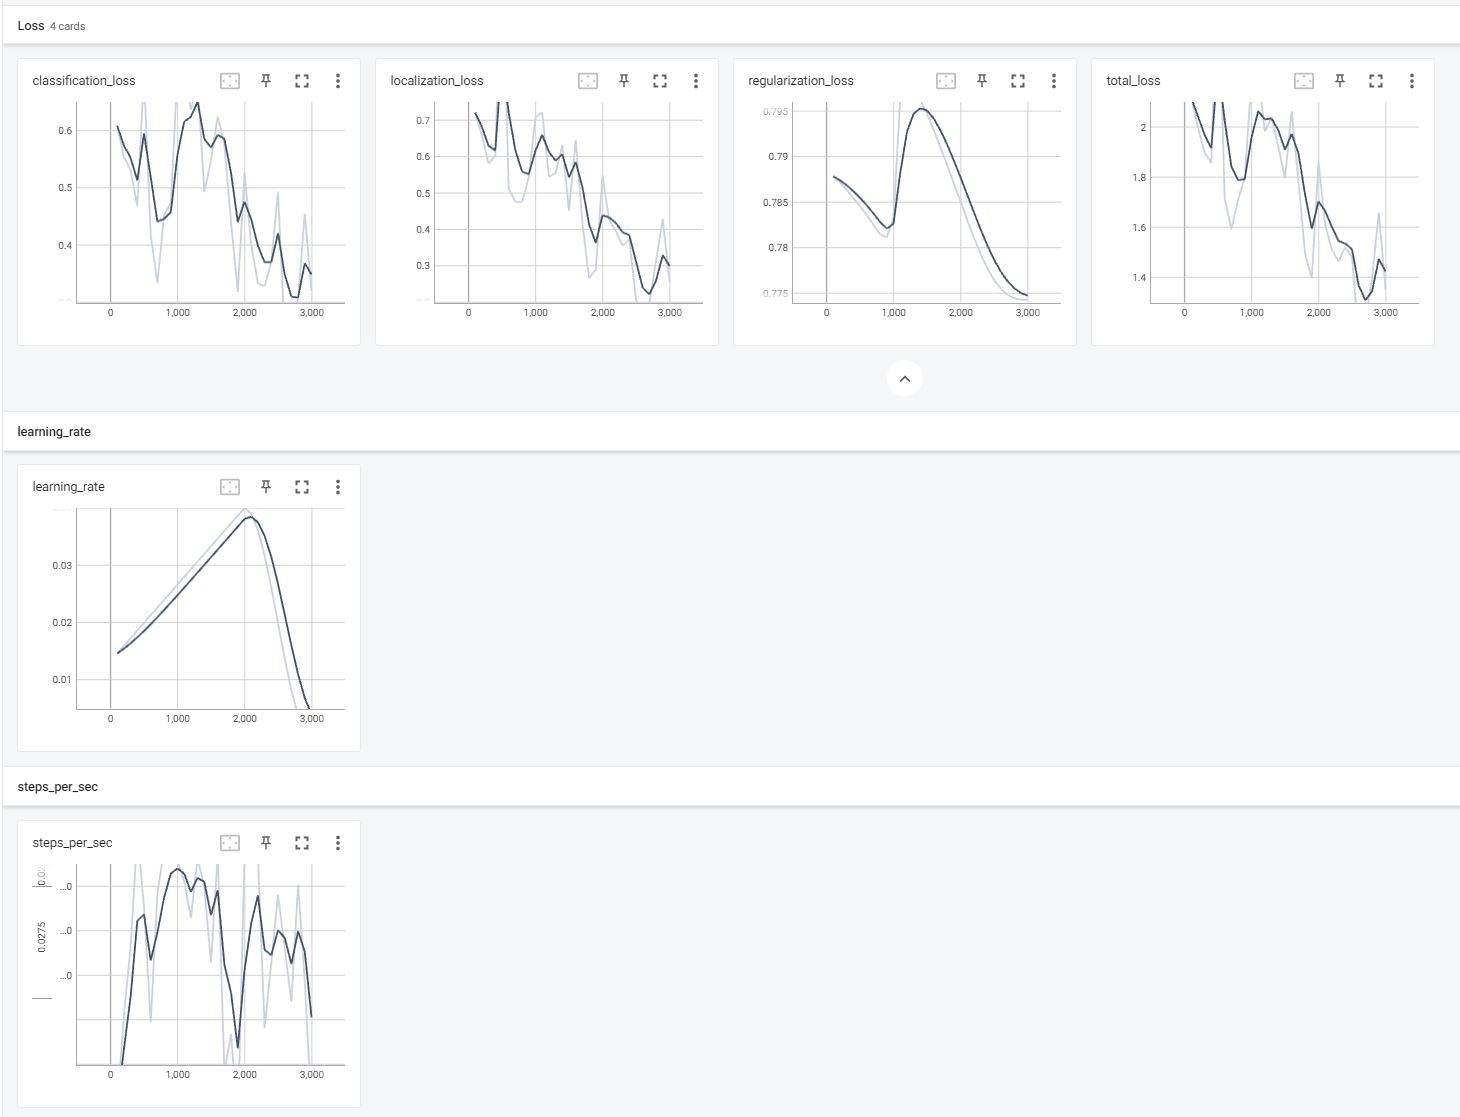 Loss 4 cards
classification_loss
localization_loss
regularization_loss
total_loss
0.6
0.5
0.4
0 1,000 2,000 3,000
0.7
0.6
0.5
0.4
0.3
0.2
0 1,000 2,000 3,000
0.795
0.79
0.785
0.78
0.775
0 1,000 2,000 3,000
2
1.8
1.6
1.4
0 1,000 2,000 3,000
learning_rate
learning_rate
0.03
0.02
0.01
0 1,000 2,000 3,000
steps_per_sec
steps_per_sec
0.0275
...0
...0
...0
0 1,000 2,000 3,000